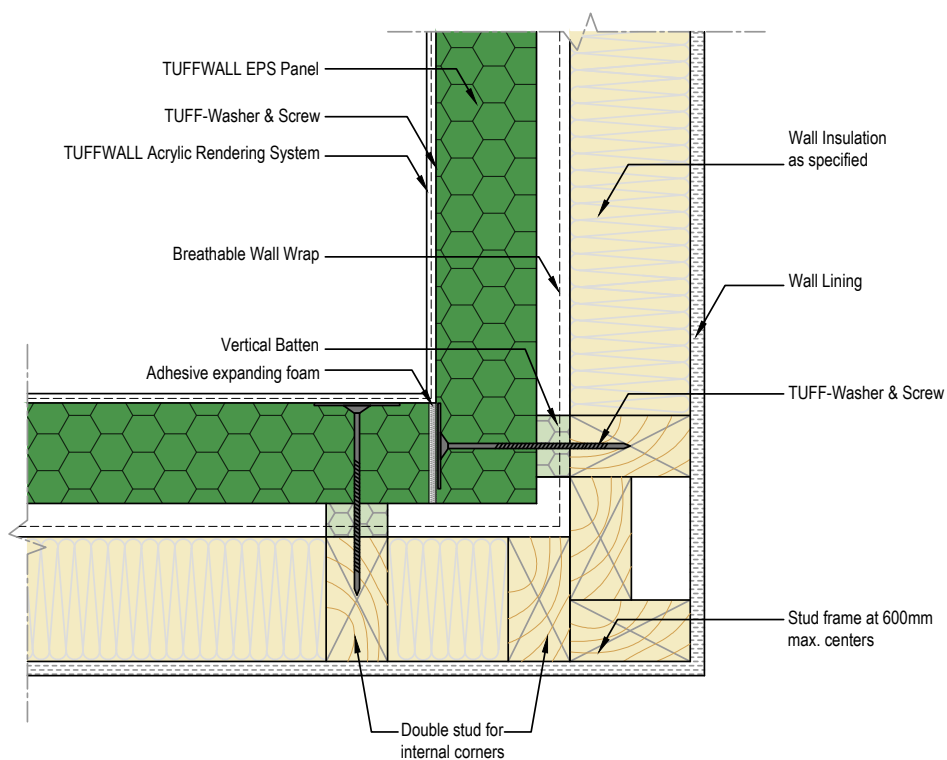 TUFFWALL EPS Panel
TUFF-Washer & Screw
TUFFWALL Acrylic Rendering System
Breathable Wall Wrap
Vertical Batten
Adhesive expanding foam
Wall Insulation
as specified
Wall Lining
TUFF-Washer & Screw
Stud frame at 600mm
max. centers
Double stud for
internal corners